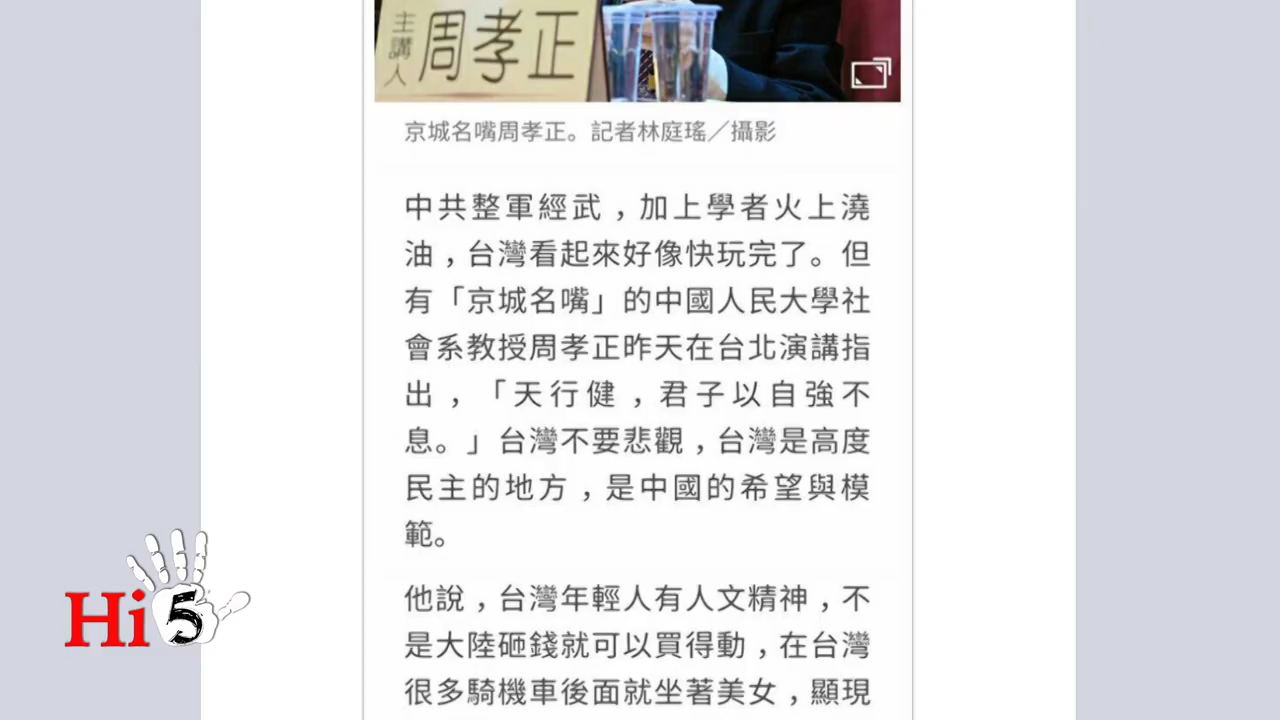 主講人
周孝正
京城名嘴周孝正。記者林庭瑤／攝影
中共整軍經武，加上學者火上澆
油，台灣看起來好像快玩完了。但
有「京城名嘴」的中國人民大學社
會系教授周孝正昨天在台北演講指
出，「天行健，君子以自強不
息。」台灣不要悲觀，台灣是高度
民主的地方，是中國的希望與模
範。
他說，台灣年輕人有人文精神，不
是大陸砸錢就可以買得動，在台灣
很多騎機車後面就坐著美女，顯現
Hi 5